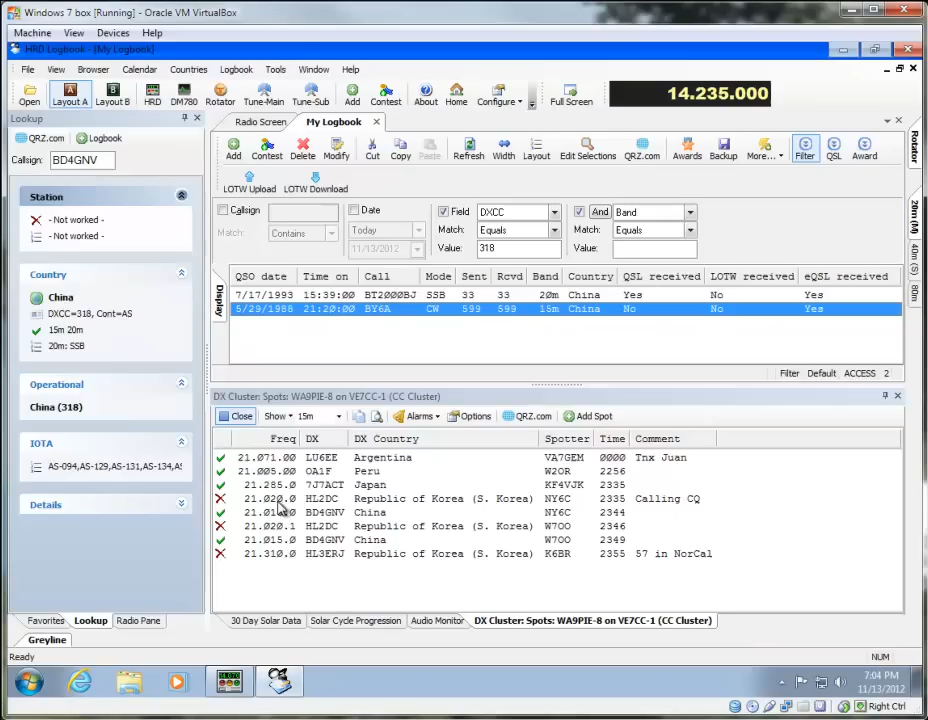 Windows 7 box [Running] - Oracle VM VirtualBox
Machine View Devices Help
HRD Logbook - [My Logbook]
File View Browser Calendar Countries Logbook Tools Window Help
Open Layout A Layout B HRD DM780 Rotator Tune-Main Tune-Sub Add Contest About Home Configure Full Screen 14.235.000
Lookup
Radio Screen My Logbook
QRZ.com Logbook
Callsign: BD4GNV
Add Contest Delete Modify Cut Copy Paste Refresh Width Layout Edit Selections QRZ.com Awards Backup More... Filter QSL Award
LOTW Upload LOTW Download
Callsign Date Field DXCC And Band
Match: Contains Today Match: Equals Match: Equals
11/13/2012 Value: 318 Value:
Station
- Not worked -
- Not worked -
Country
China
DXCC=318, Cont=AS
15m 20m
20m: SSB
Operational
China (318)
IOTA
AS-094,AS-129,AS-131,AS-134,AS
Details
Favorites Lookup Radio Pane
Greyline
Display
QSO date Time on Call Mode Sent Rcvd Band Country QSL received LOTW received eQSL received
7/17/1993 15:39:00 BT2000BJ SSB 33 33 20m China Yes No Yes
5/29/1988 21:20:00 BY6A CW 599 599 15m China No No Yes
Filter Default ACCESS 2
DX Cluster: Spots: WA9PIE-8 on VE7CC-1 (CC Cluster)
Close Show 15m Alarms Options QRZ.com Add Spot
Freq DX DX Country Spotter Time Comment
21.071.00 LU6EE Argentina VA7GEM 0000 Tnx Juan
21.005.00 OA1F Peru W2OR 2256
21.285.0 7J7ACT Japan KF4VJK 2335
21.020.0 HL2DC Republic of Korea (S. Korea) NY6C 2335 Calling CQ
BD4GNV China NY6C 2344
21.020.1 HL2DC Republic of Korea (S. Korea) W7OO 2346
21.015.0 BD4GNV China W7OO 2349
21.310.0 HL3ERJ Republic of Korea (S. Korea) K6BR 2355 57 in NorCal
30 Day Solar Data Solar Cycle Progression Audio Monitor DX Cluster: Spots: WA9PIE-8 on VE7CC-1 (CC Cluster)
Rotator
20m (M)
40m (S)
80m
Ready NUM
7:04 PM
11/13/2012
Right Ctrl